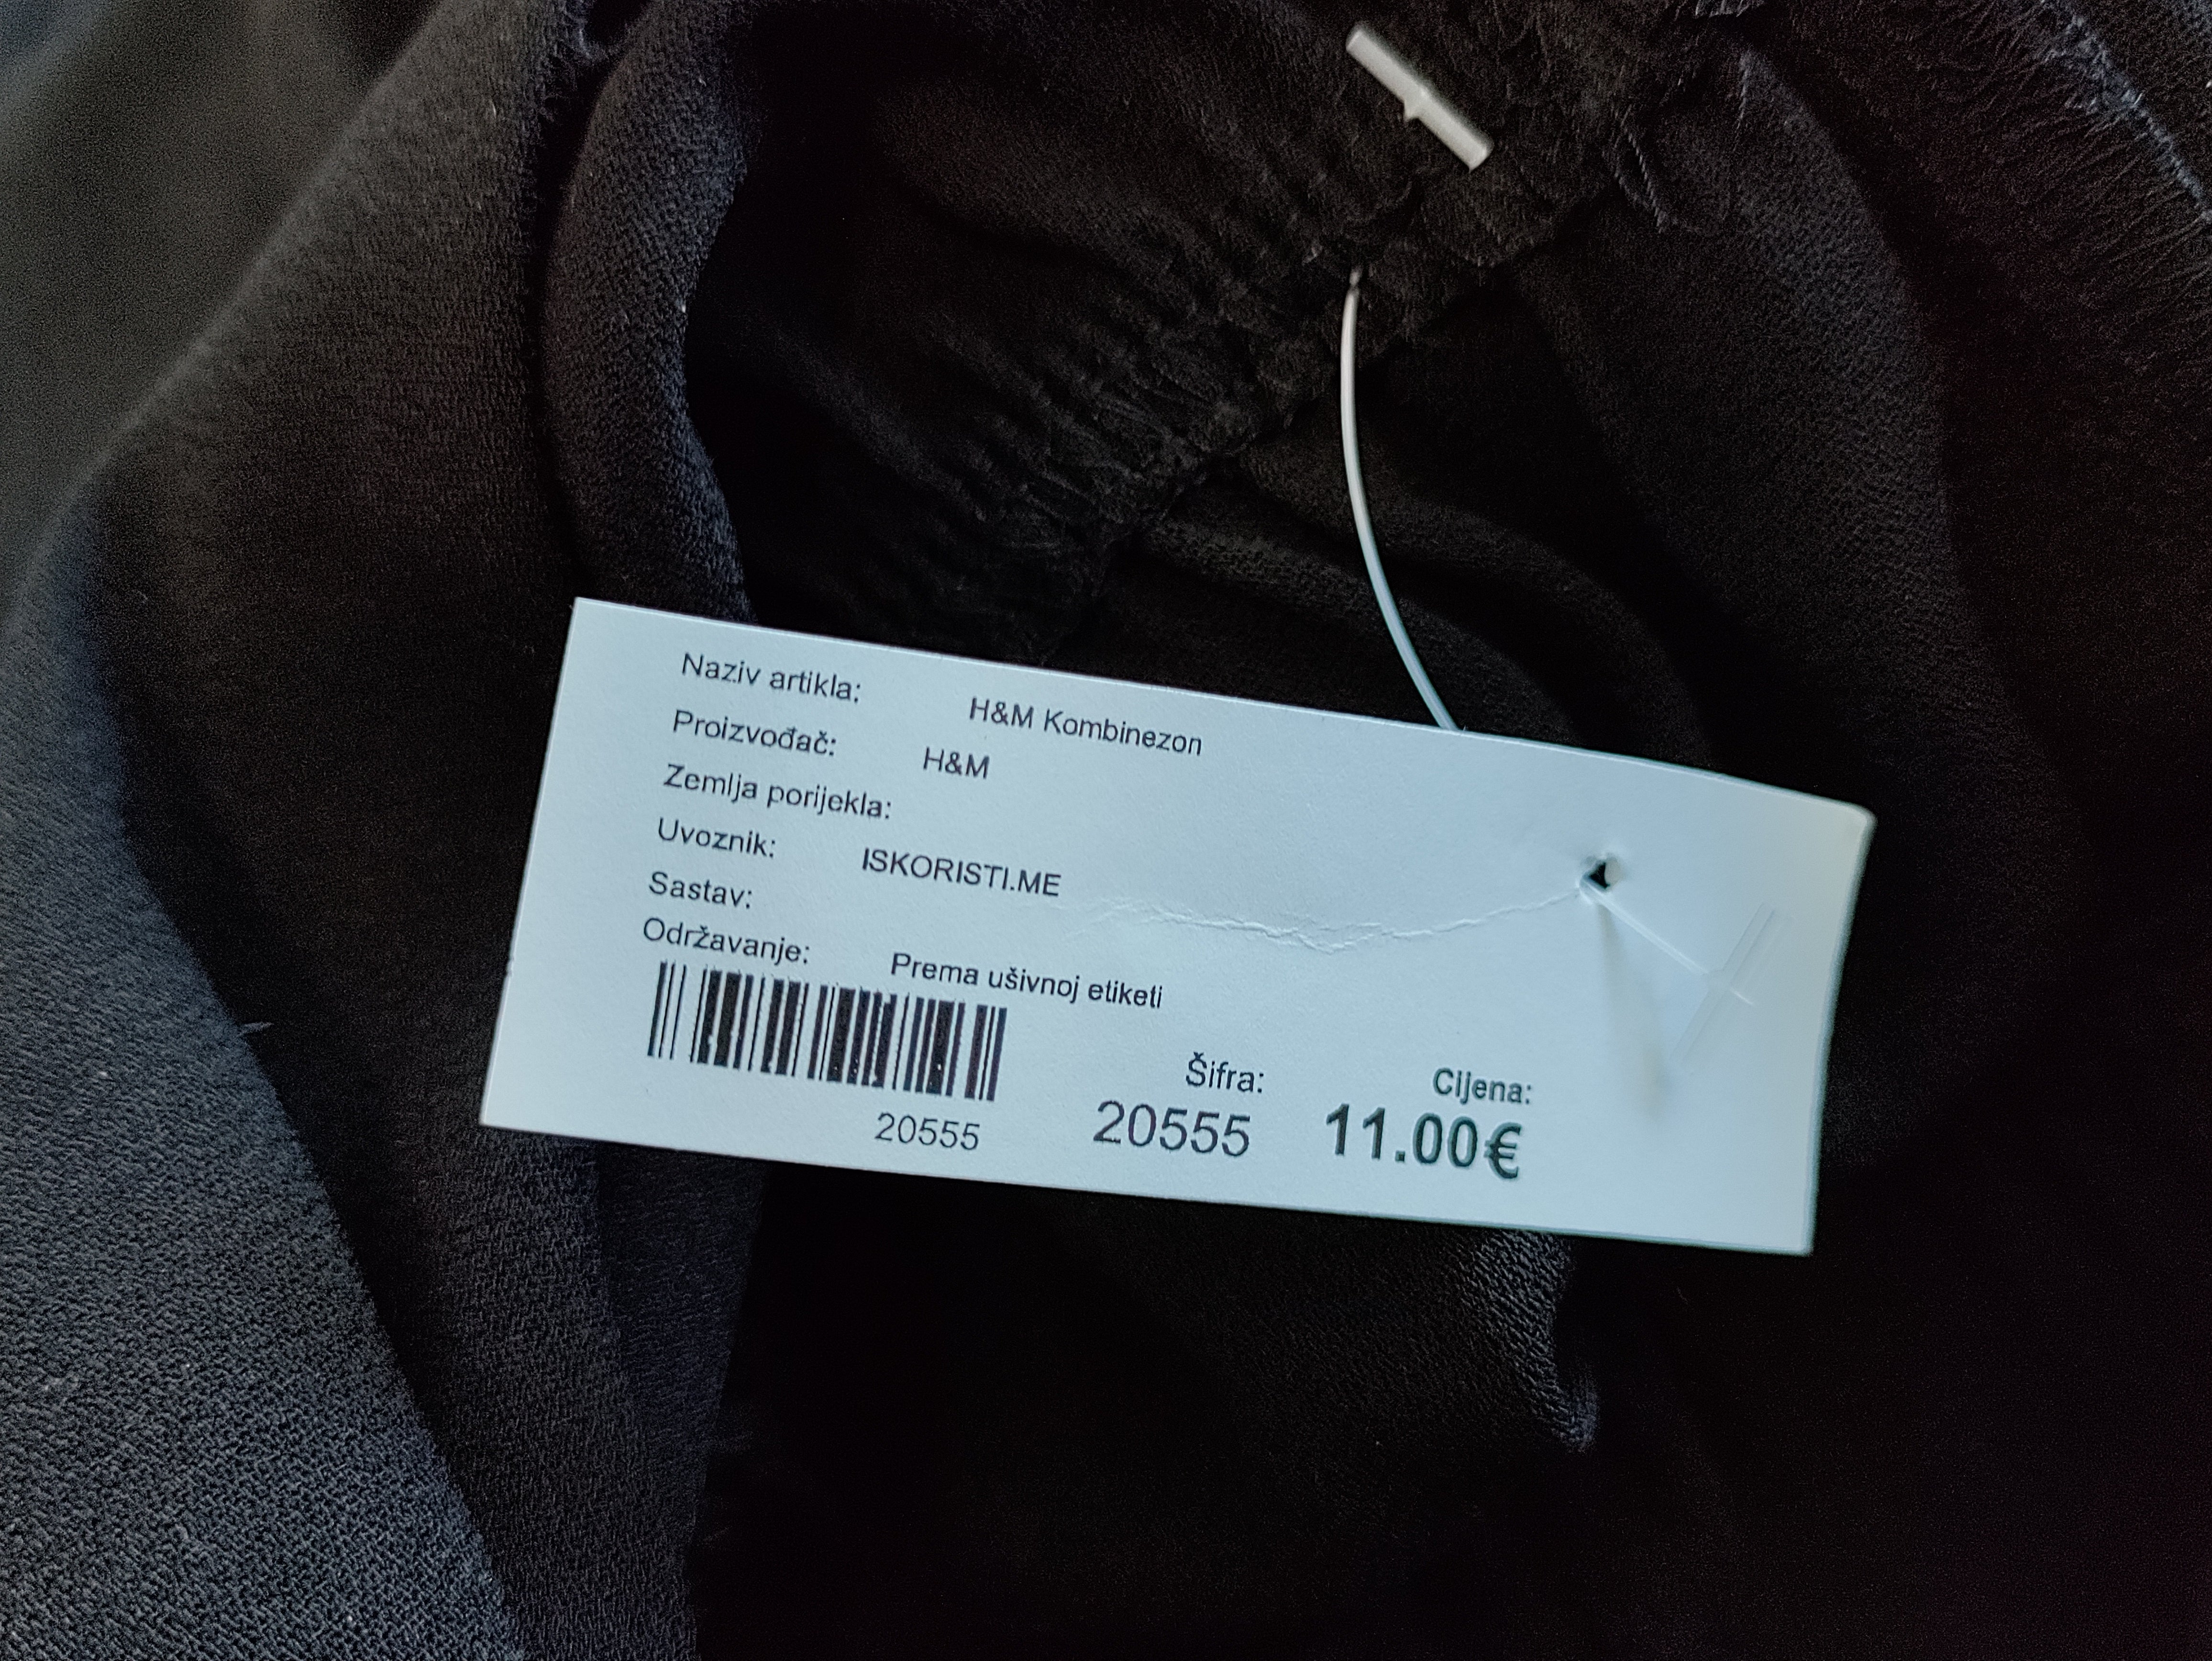 Naziv artikla: H&M Kombinezon
Proizvođač: H&M
Zemlja porijekla:
Uvoznik: ISKORISTI.ME
Sastav:
Održavanje: Prema ušivnoj etiketi
Šifra: Cijena:
20555 20555 11.00€